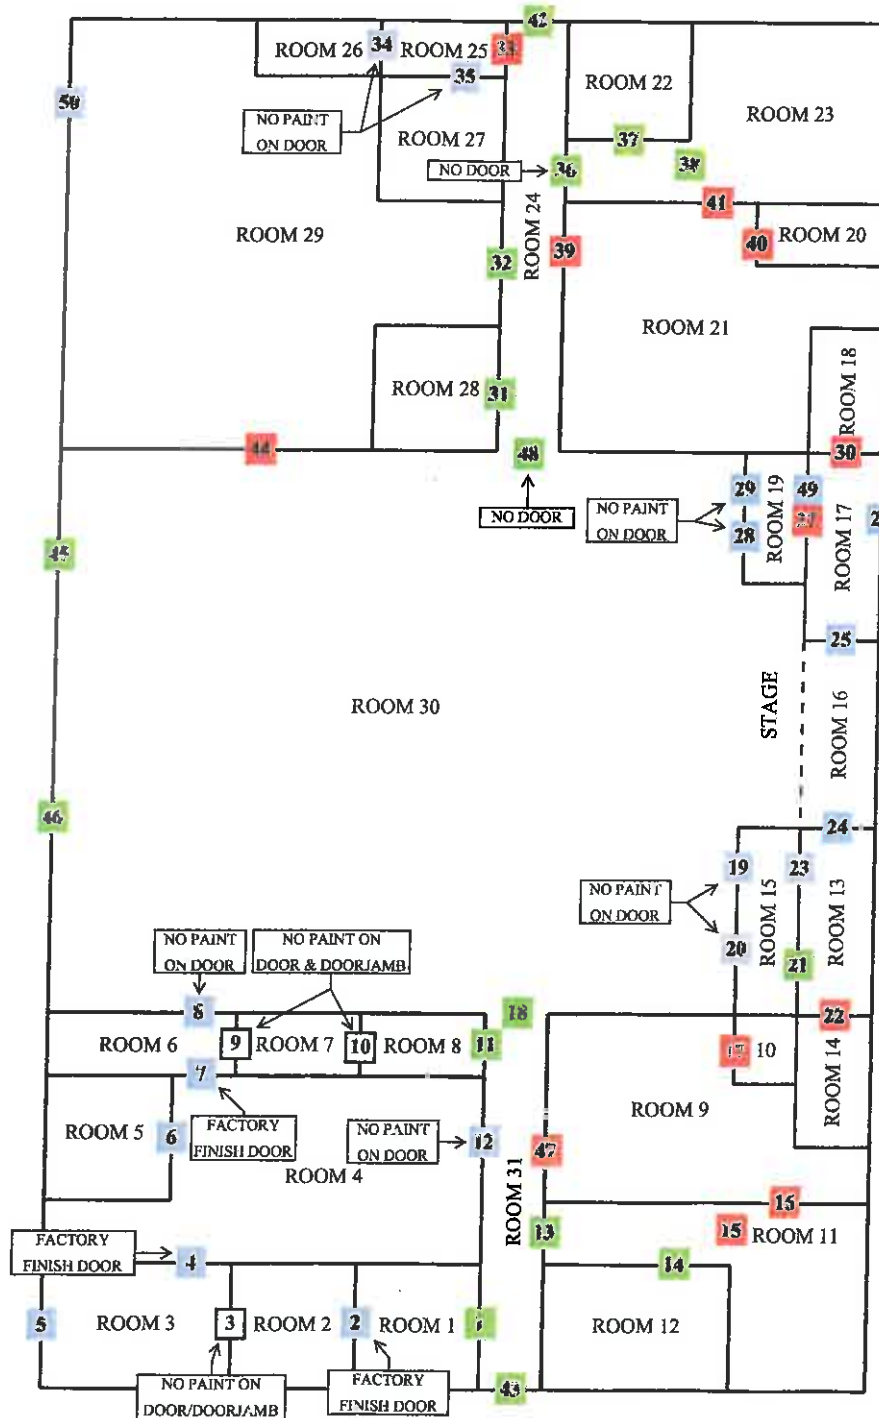 42
ROOM 26
34
ROOM 25
33
35
ROOM 22
50
NO PAINT
ON DOOR
ROOM 27
ROOM 23
37
38
NO DOOR
36
ROOM 24
41
ROOM 20
40
ROOM 29
32
39
ROOM 21
ROOM 18
ROOM 28
31
44
48
30
NO DOOR
NO PAINT
ON DOOR
29
28
ROOM 19
49
ROOM 17
45
25
ROOM 30
STAGE
ROOM 16
46
24
19
23
NO PAINT
ON DOOR
ROOM 15
ROOM 13
20
21
NO PAINT
ON DOOR
NO PAINT ON
DOOR & DOORJAMB
8
18
22
ROOM 6
9
ROOM 7
10
ROOM 8
11
10
ROOM 14
7
ROOM 9
ROOM 5
6
FACTORY
FINISH DOOR
NO PAINT
ON DOOR
12
47
ROOM 4
ROOM 31
15
FACTORY
FINISH DOOR
4
13
15
ROOM 11
14
5
ROOM 3
3
ROOM 2
2
ROOM 1
1
ROOM 12
NO PAINT ON
DOOR/DOORJAMB
FACTORY
FINISH DOOR
43